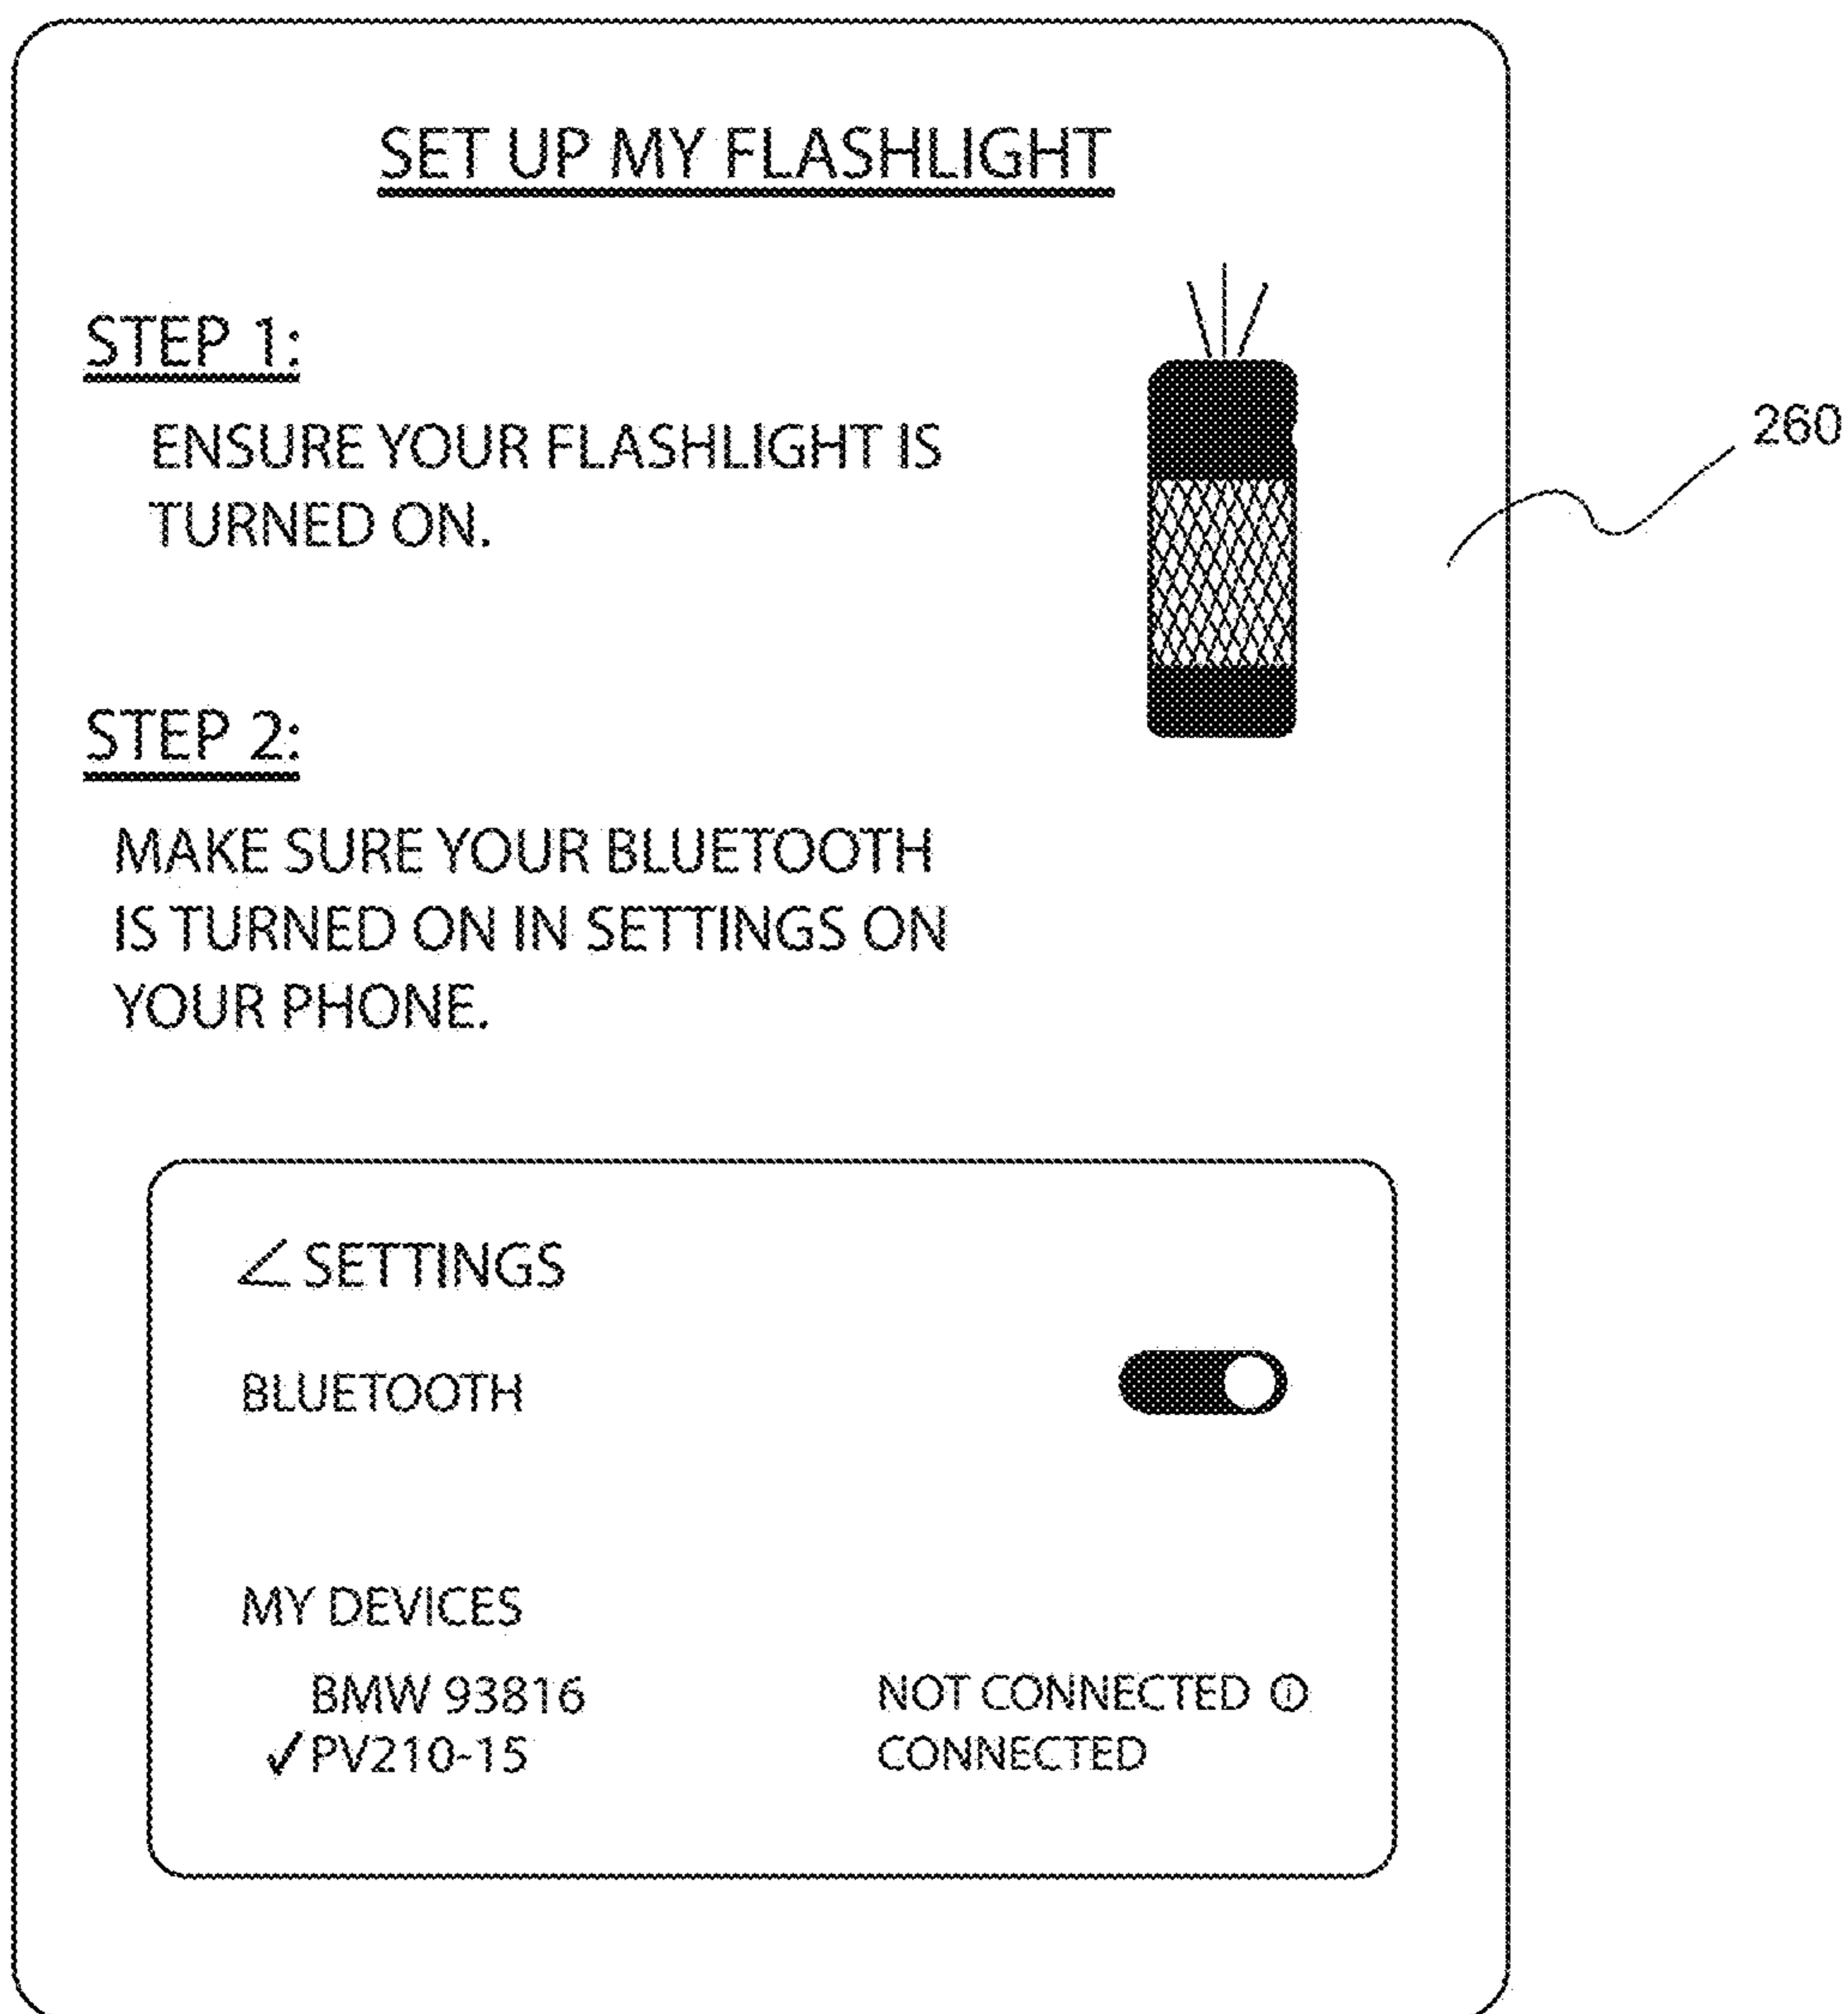 SET UP MY FLASHLIGHT
STEP 1:
ENSURE YOUR FLASHLIGHT IS
TURNED ON.
260
STEP 2:
MAKE SURE YOUR BLUETOOTH
IS TURNED ON IN SETTINGS ON
YOUR PHONE.
∠SETTINGS
BLUETOOTH
MY DEVICES
BMW 93816 NOT CONNECTED ⓘ
✓PV210-15 CONNECTED